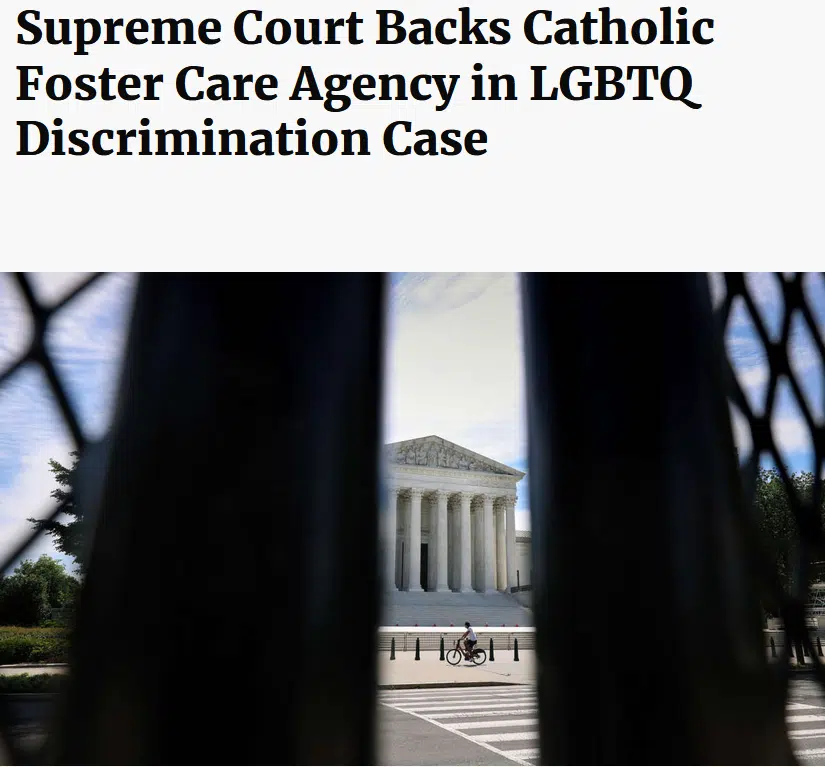 Supreme Court Backs Catholic
Foster Care Agency in LGBTQ
Discrimination Case